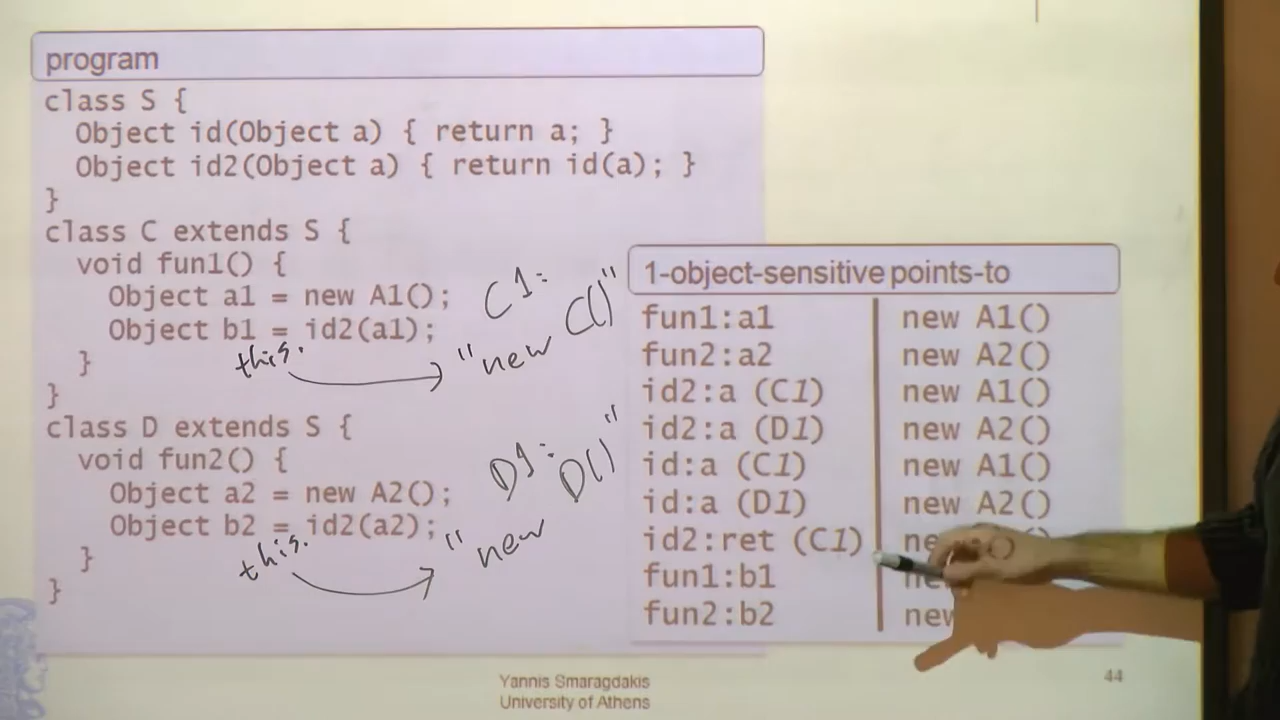 program
class S {
Object id(Object a) { return a; }
Object id2(Object a) { return id(a); }
}
class C extends S {
void fun1() {
Object a1 = new A1();
Object b1 = id2(a1);
this.
}
}
C1:
"new C()"
class D extends S {
void fun2() {
Object a2 = new A2();
Object b2 = id2(a2);
this.
}
}
D1:
"new D()"
1-object-sensitive points-to
fun1:a1 new A1()
fun2:a2 new A2()
id2:a (C1) new A1()
id2:a (D1) new A2()
id:a (C1) new A1()
id:a (D1) new A2()
id2:ret (C1)
fun1:b1
fun2:b2 new
Yannis Smaragdakis
University of Athens
44